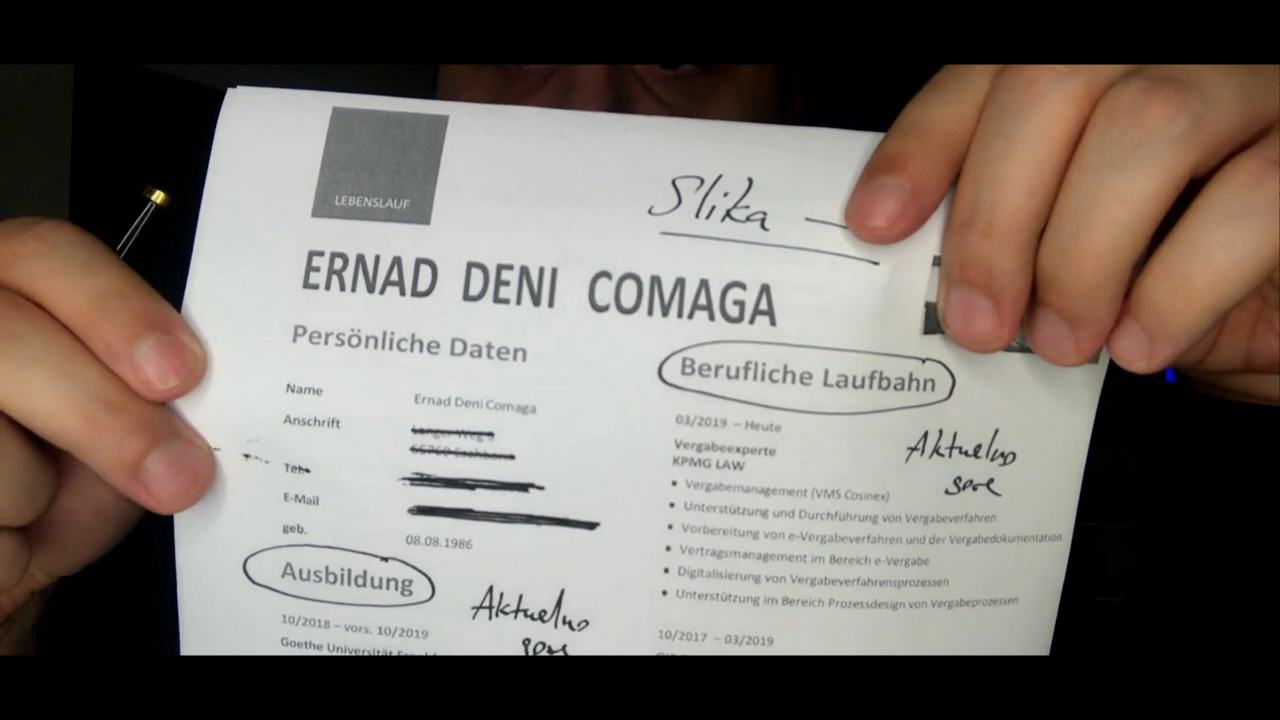 LEBENSLAUF
Slika —
ERNAD DENI COMAGA
Persönliche Daten
Name
Ernad Deni Comaga
Anschrift
Tel.
E-Mail
geb.
08.08.1986
Ausbildung
Aktuelno
gore
10/2018 – vors. 10/2019
Goethe Universität
Berufliche Laufbahn
03/2019 – Heute
Aktuelno
gore
Vergabeexperte
KPMG LAW
• Vergabemanagement (VMS Cosinex)
• Unterstützung und Durchführung von Vergabeverfahren
• Vorbereitung von e-Vergabeverfahren und der Vergabedokumentation
• Vertragsmanagement im Bereich e-Vergabe
• Digitalisierung von Vergabeverfahrensprozessen
• Unterstützung im Bereich Prozessdesign von Vergabeprozessen
10/2017 – 03/2019